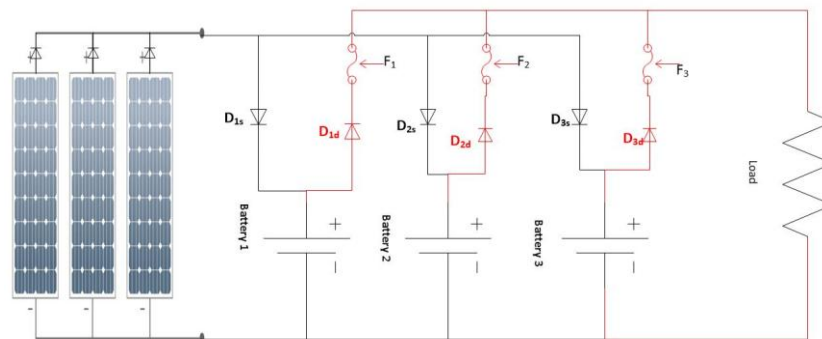 F1
F2
F3
D1s
D1d
D2s
D2d
D3s
D3d
Load
Battery 1
+
−
Battery 2
+
−
Battery 3
+
−
- - -